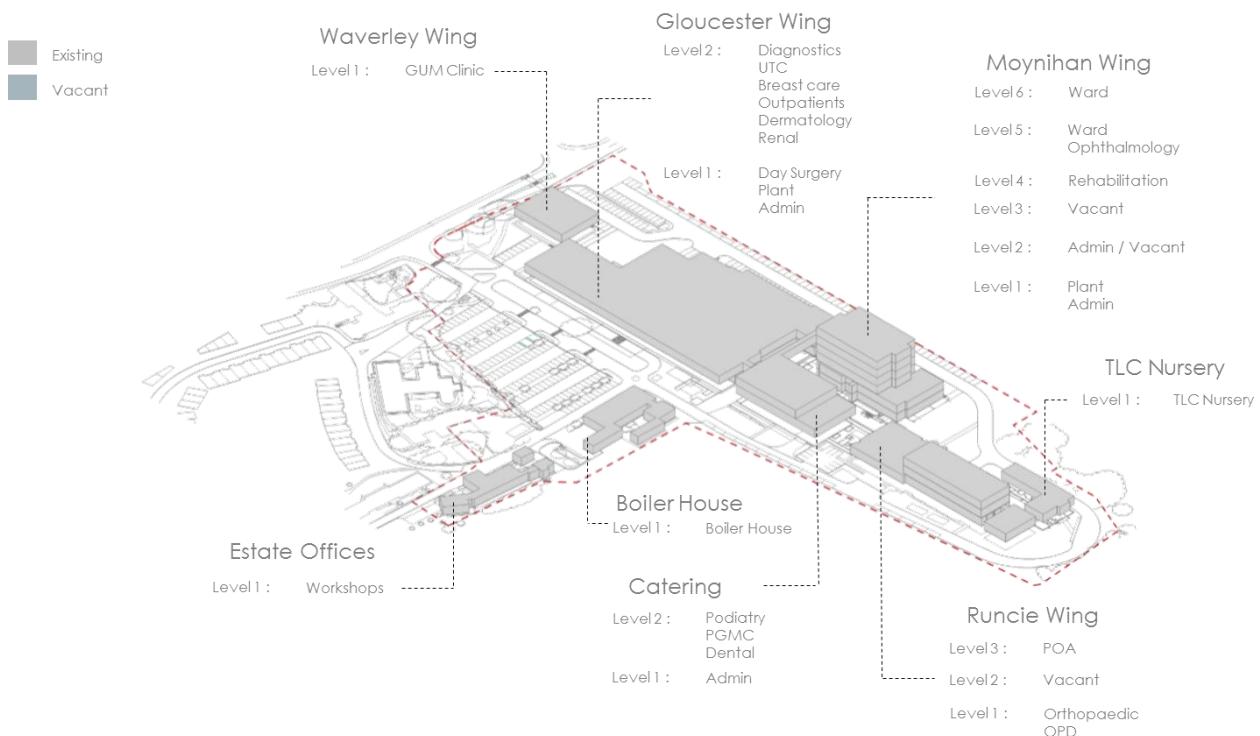 Existing
Vacant
Waverley Wing
Level 1 : GUM Clinic
Gloucester Wing
Level 2 : Diagnostics
UTC
Breast care
Outpatients
Dermatology
Renal
Level 1 : Day Surgery
Plant
Admin
Moynihan Wing
Level 6 : Ward
Level 5 : Ward
Ophthalmology
Level 4 : Rehabilitation
Level 3 : Vacant
Level 2 : Admin / Vacant
Level 1 : Plant
Admin
TLC Nursery
Level 1 : TLC Nursery
Boiler House
Level 1 : Boiler House
Estate Offices
Level 1 : Workshops
Catering
Level 2 : Podiatry
PGMC
Dental
Level 1 : Admin
Runcie Wing
Level 3 : POA
Level 2 : Vacant
Level 1 : Orthopaedic
OPD